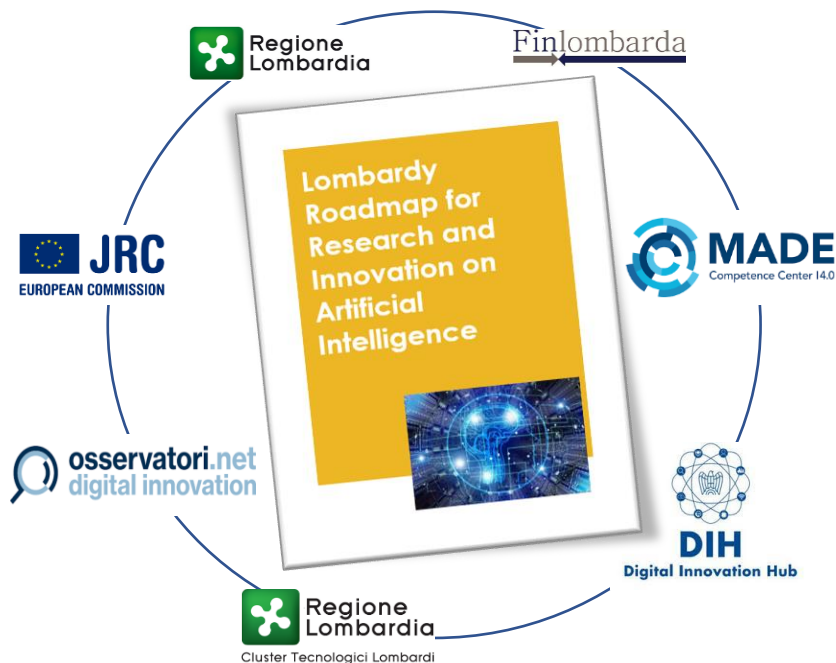 Regione
Lombardia
Finlombarda
Lombardy
Roadmap for
Research and
Innovation on
Artificial
Intelligence
JRC
EUROPEAN COMMISSION
MADE
Competence Center I4.0
osservatori.net
digital innovation
DIH
Digital Innovation Hub
Regione
Lombardia
Cluster Tecnologici Lombardi